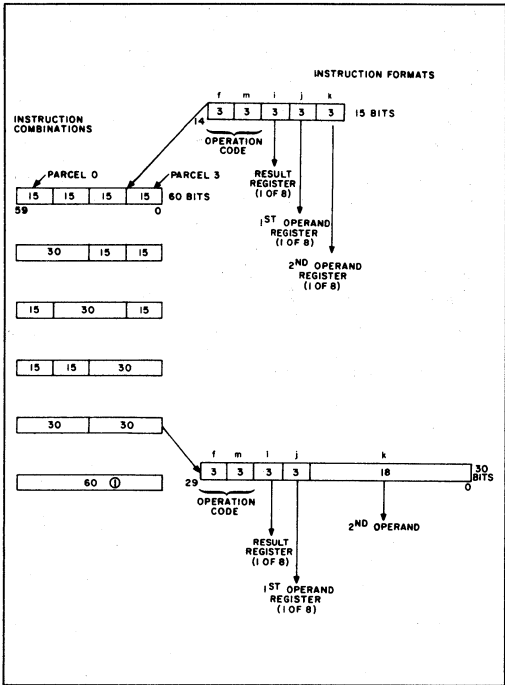 INSTRUCTION FORMATS
f m i j k
3 3 3 3 3 15 BITS
14
INSTRUCTION
COMBINATIONS
OPERATION
CODE
PARCEL 0 PARCEL 3
RESULT
REGISTER
(1 OF 8)
15 15 15 15 60 BITS
59 0
1ST OPERAND
REGISTER
(1 OF 8)
30 15 15
2ND OPERAND
REGISTER
(1 OF 8)
15 30 15
15 15 30
30 30
f m i j k
3 3 3 3 18 30
BITS
29 0
60 ①
OPERATION
CODE
2ND OPERAND
RESULT
REGISTER
(1 OF 8)
1ST OPERAND
REGISTER
(1 OF 8)